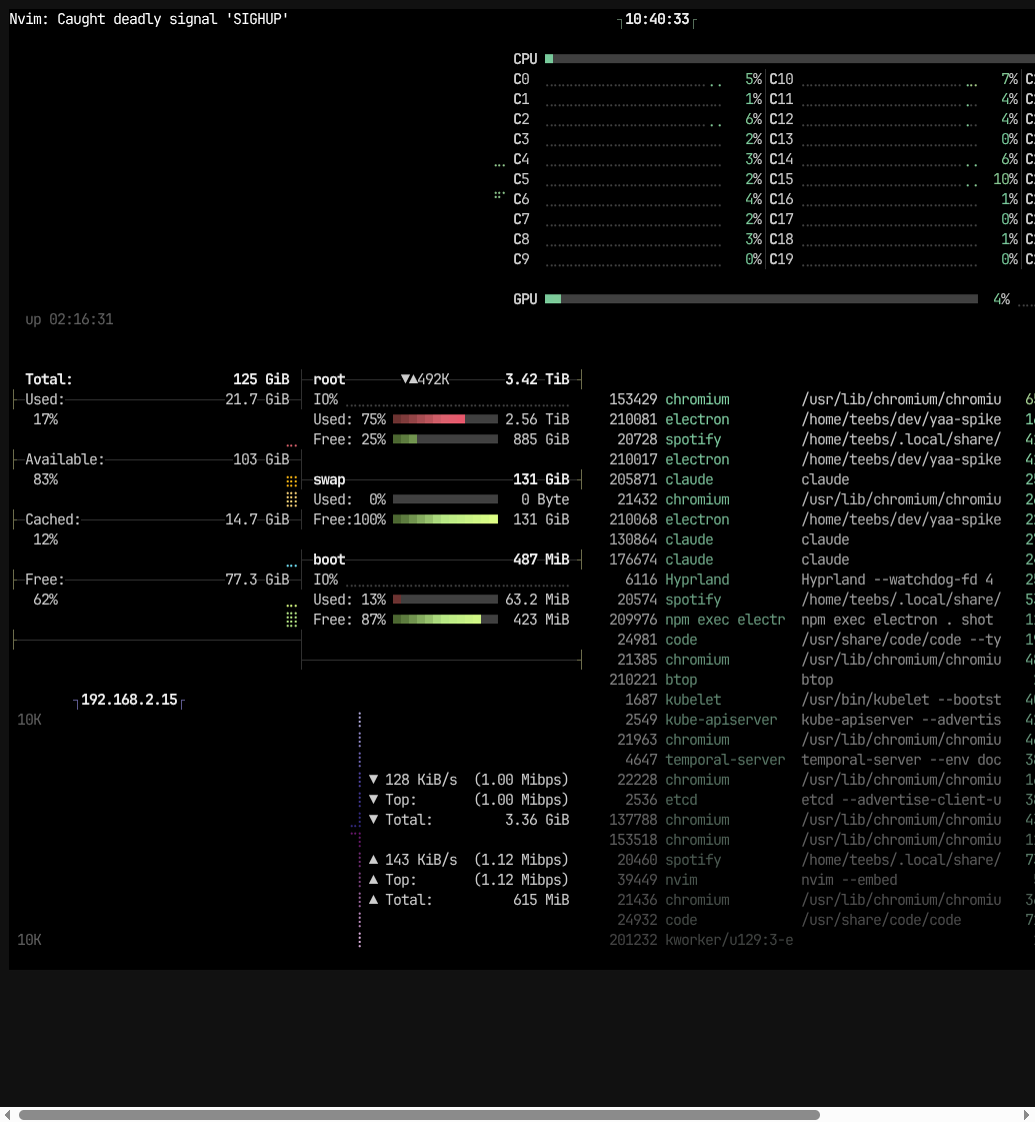 Nvim: Caught deadly signal 'SIGHUP' 10:40:33
CPU
C0 5% C10 7% C
C1 1% C11 4% C
C2 6% C12 4% C
C3 2% C13 0% C
C4 3% C14 6% C
C5 2% C15 10% C
C6 4% C16 1% C
C7 2% C17 0% C
C8 3% C18 1% C
C9 0% C19 0% C
GPU 4%
up 02:16:31
Total: 125 GiB
Used: 21.7 GiB
17%
Available: 103 GiB
83%
Cached: 14.7 GiB
12%
Free: 77.3 GiB
62%
root ▼▲492K 3.42 TiB
IO%
Used: 75% 2.56 TiB
Free: 25% 885 GiB
swap 131 GiB
Used: 0% 0 Byte
Free:100% 131 GiB
boot 487 MiB
IO%
Used: 13% 63.2 MiB
Free: 87% 423 MiB
192.168.2.15
10K
▼ 128 KiB/s (1.00 Mibps)
▼ Top: (1.00 Mibps)
▼ Total: 3.36 GiB
▲ 143 KiB/s (1.12 Mibps)
▲ Top: (1.12 Mibps)
▲ Total: 615 MiB
10K
153429 chromium /usr/lib/chromium/chromiu
210081 electron /home/teebs/dev/yaa-spike
20728 spotify /home/teebs/.local/share/
210017 electron /home/teebs/dev/yaa-spike
205871 claude claude
21432 chromium /usr/lib/chromium/chromiu
210068 electron /home/teebs/dev/yaa-spike
130864 claude claude
176674 claude claude
6116 Hyprland Hyprland --watchdog-fd 4
20574 spotify /home/teebs/.local/share/
209976 npm exec electr npm exec electron . shot
24981 code /usr/share/code/code --ty
21385 chromium /usr/lib/chromium/chromiu
210221 btop btop
1687 kubelet /usr/bin/kubelet --bootst
2549 kube-apiserver kube-apiserver --advertis
21963 chromium /usr/lib/chromium/chromiu
4647 temporal-server temporal-server --env doc
22228 chromium /usr/lib/chromium/chromiu
2536 etcd etcd --advertise-client-u
137788 chromium /usr/lib/chromium/chromiu
153518 chromium /usr/lib/chromium/chromiu
20460 spotify /home/teebs/.local/share/
39449 nvim nvim --embed
21436 chromium /usr/lib/chromium/chromiu
24932 code /usr/share/code/code
201232 kworker/u129:3-e